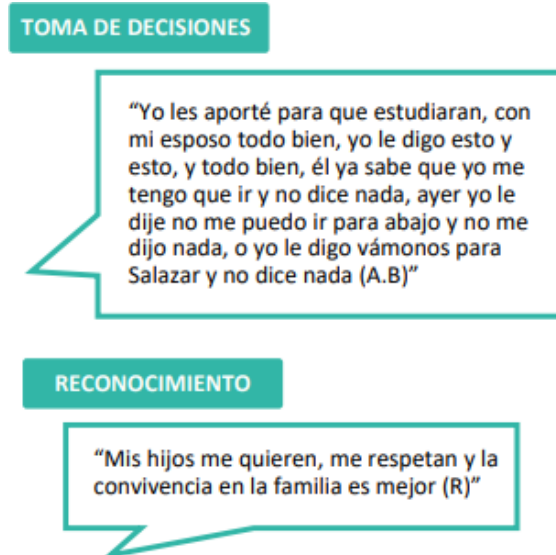 TOMA DE DECISIONES
“Yo les aporté para que estudiaran, con
mi esposo todo bien, yo le digo esto y
esto, y todo bien, él ya sabe que yo me
tengo que ir y no dice nada, ayer yo le
dije no me puedo ir para abajo y no me
dijo nada, o yo le digo vámonos para
Salazar y no dice nada (A.B)”
RECONOCIMIENTO
“Mis hijos me quieren, me respetan y la
convivencia en la familia es mejor (R)”